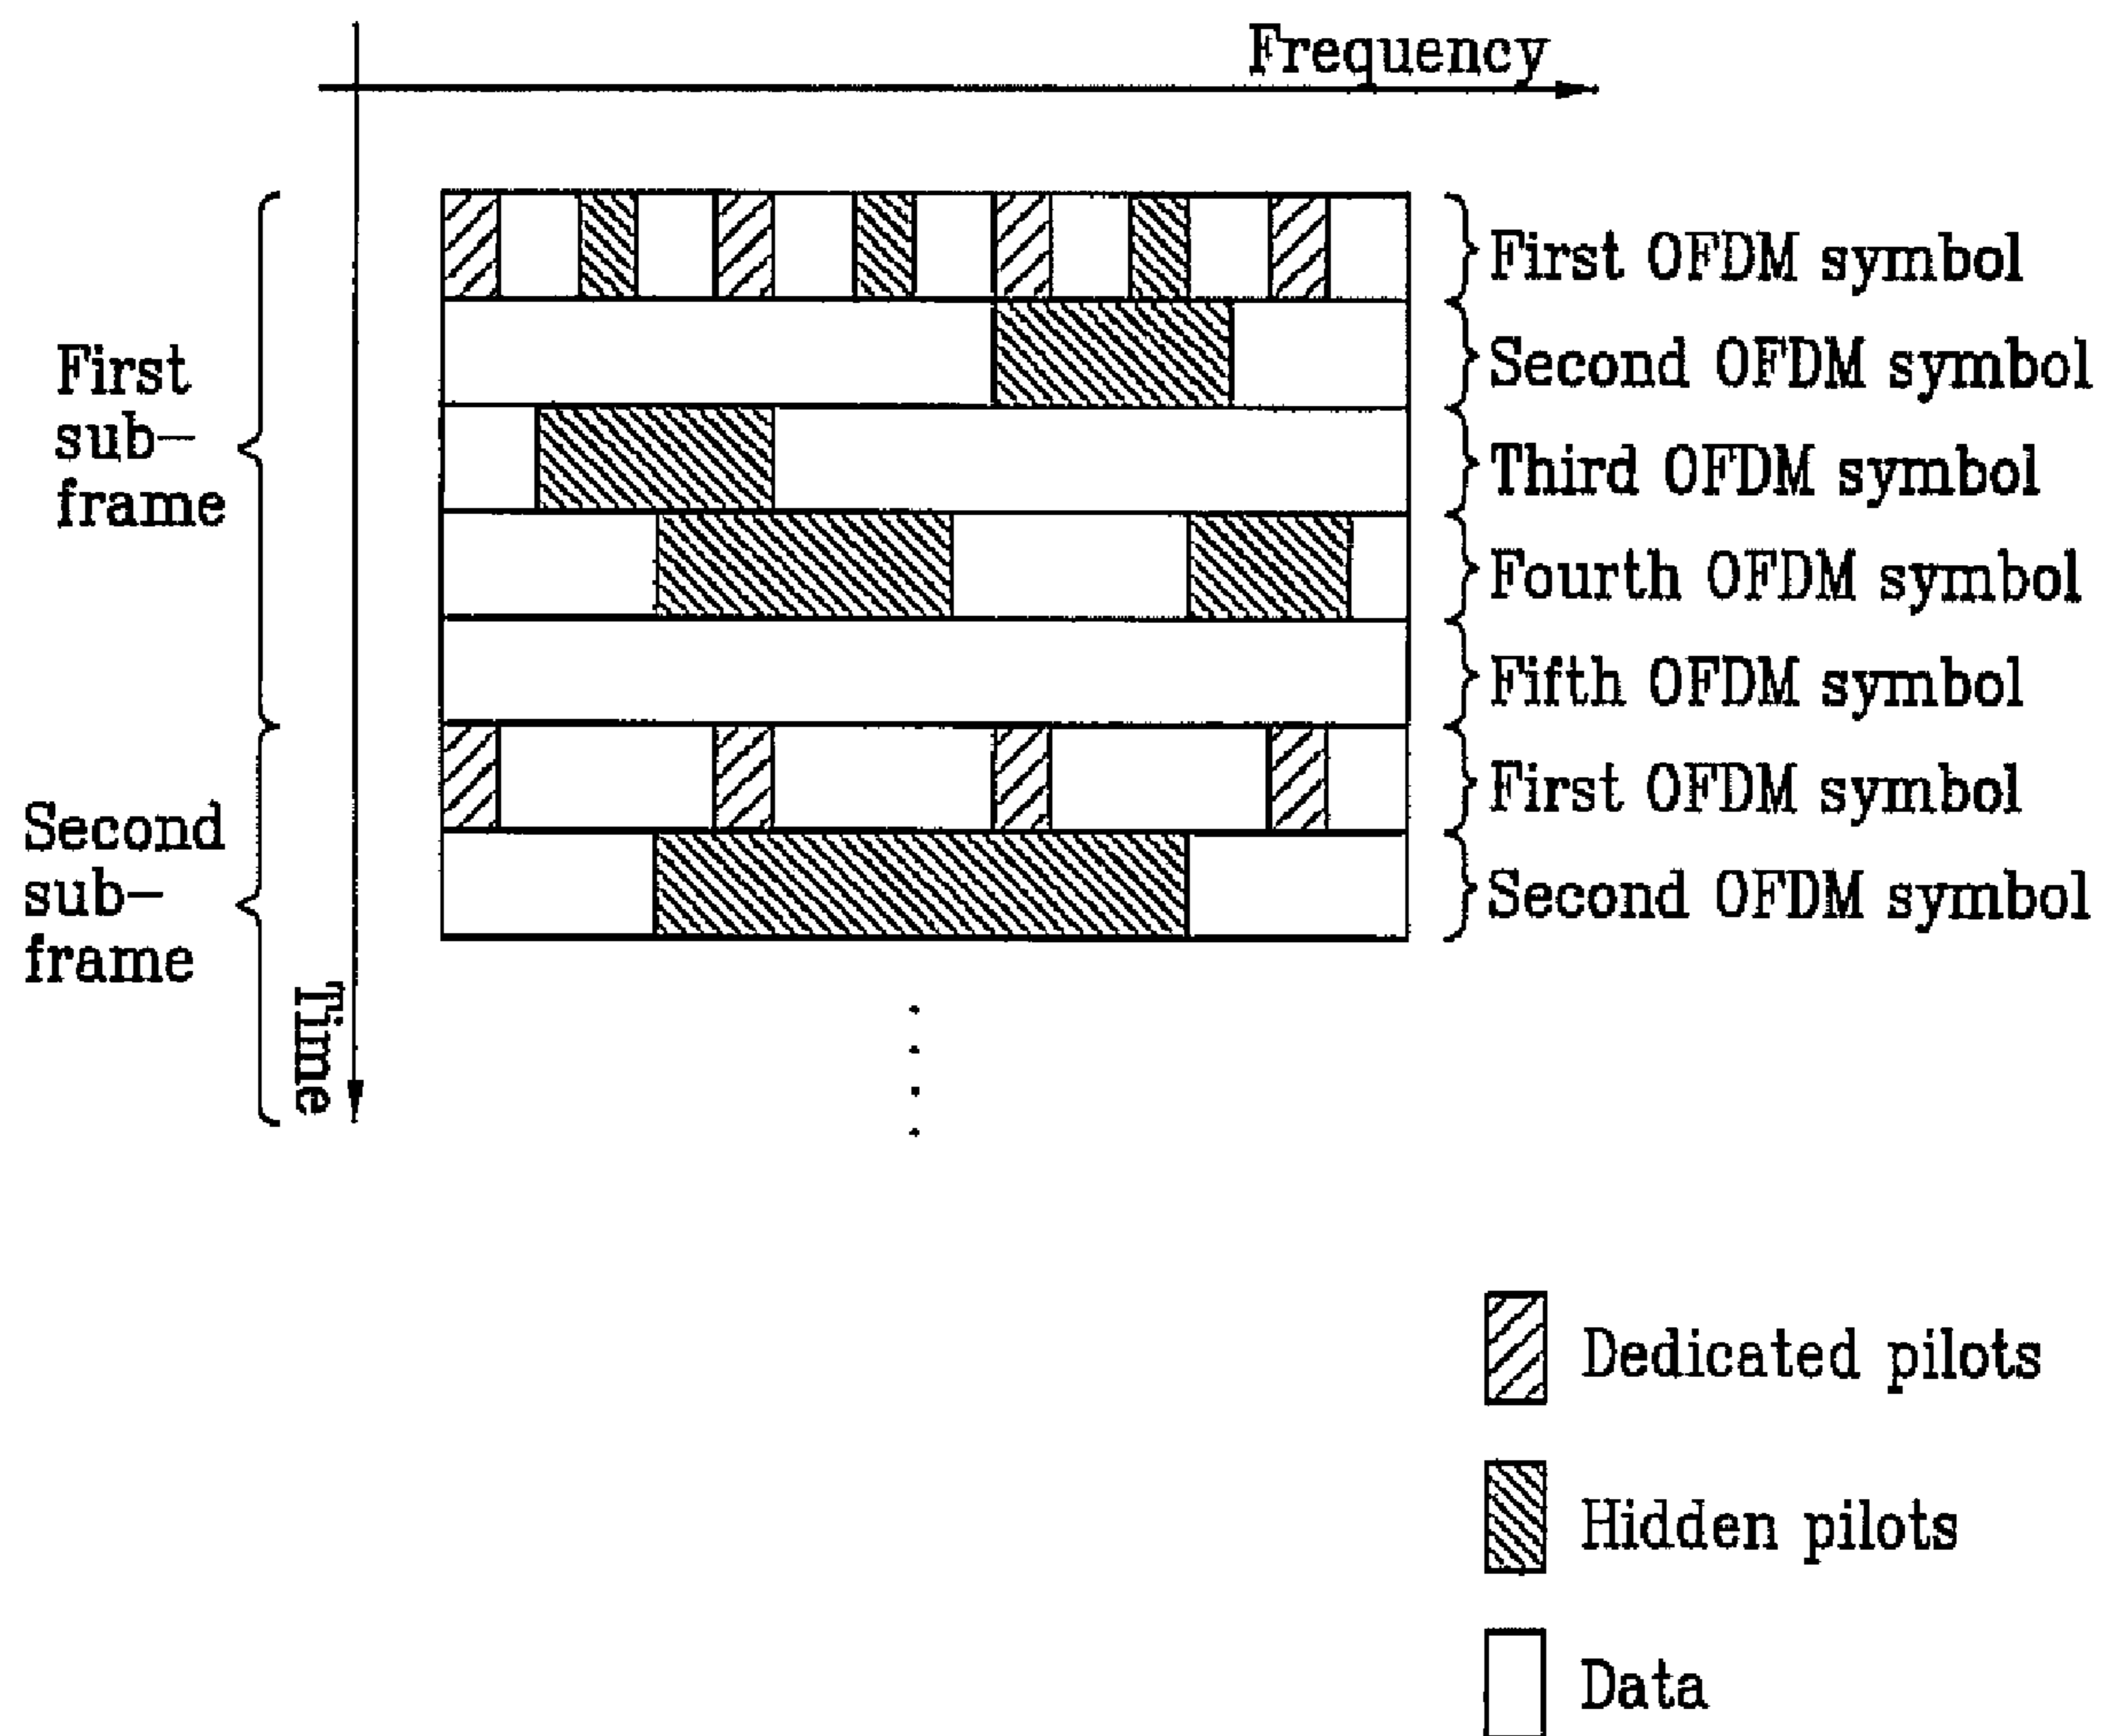 Frequency
First OFDM symbol
Second OFDM symbol
First
sub-
frame
Third OFDM symbol
Fourth OFDM symbol
Fifth OFDM symbol
First OFDM symbol
Second
sub-
frame
Second OFDM symbol
Time
Dedicated pilots
Hidden pilots
Data